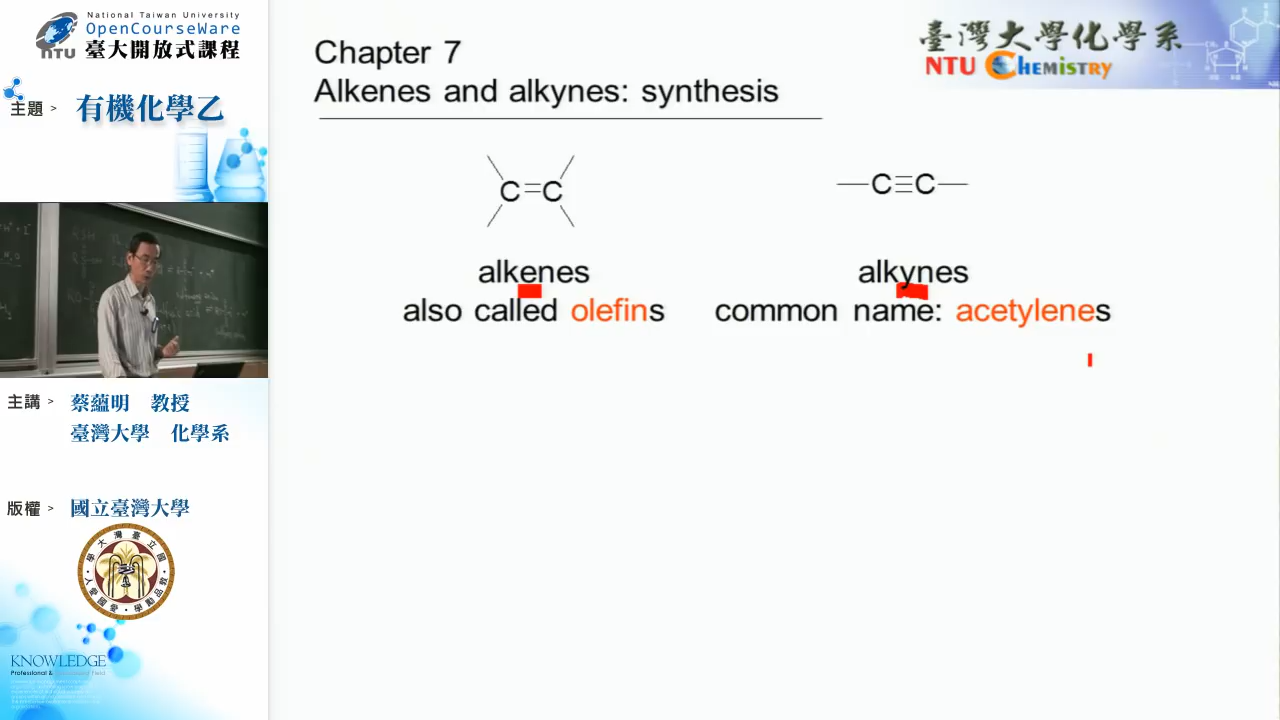 National Taiwan University
OpenCourseWare
NTU 臺大開放式課程
主題 > 有機化學乙
主講 > 蔡蘊明 教授
臺灣大學 化學系
版權 > 國立臺灣大學
KNOWLEDGE
臺灣大學化學系
NTU Chemistry
Chapter 7
Alkenes and alkynes: synthesis
C=C
—C≡C—
alkenes
also called olefins
alkynes
common name: acetylenes